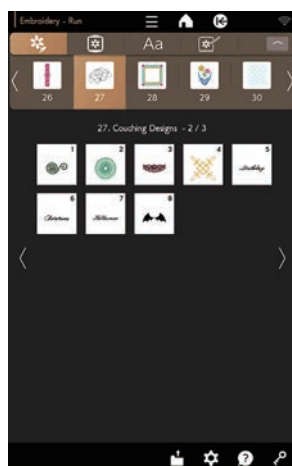 Embroidery - Run
Aa
26 27 28 29 30
27. Couching Designs - 2 / 3
1 2 3 4 5
Birthday
6 7 8
Christmas Halloween